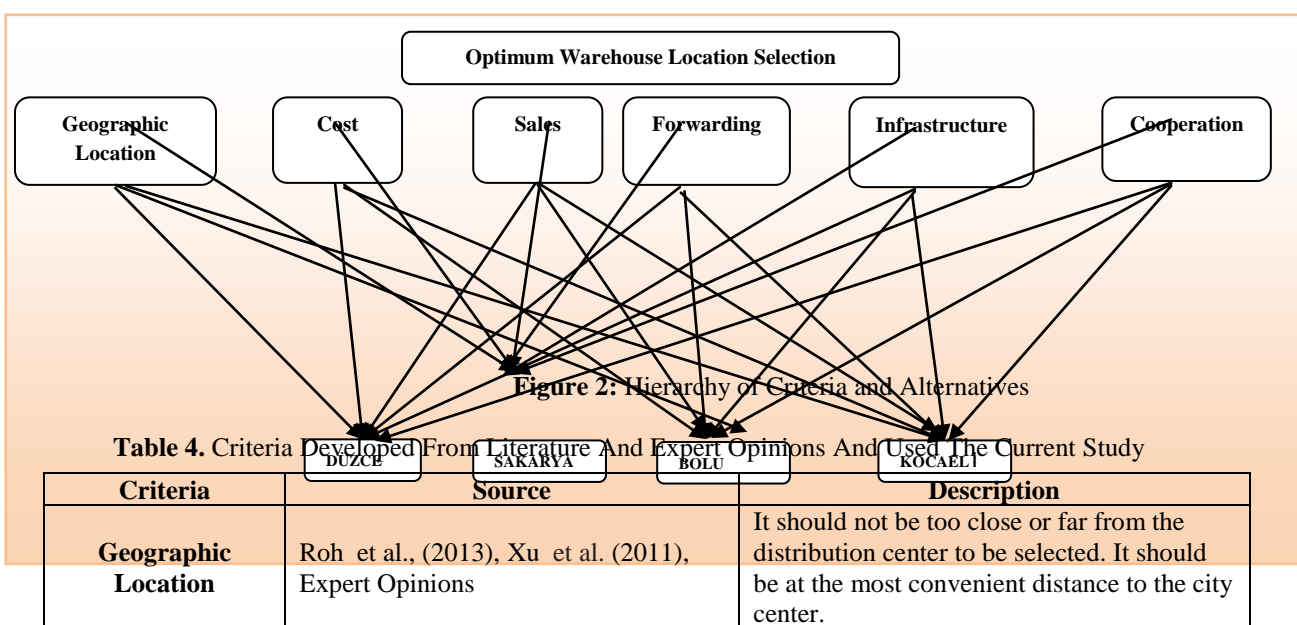 Optimum Warehouse Location Selection
Geographic
Location
Cost
Sales
Forwarding
Infrastructure
Cooperation
Figure 2: Hierarchy of Criteria and Alternatives
Table 4. Criteria Developed From Literature And Expert Opinions And Used The Current Study
DÜZCE
SAKARYA
BOLU
KOCAELİ
Criteria Source Description
Geographic
Location
Roh et al., (2013), Xu et al. (2011),
Expert Opinions
It should not be too close or far from the
distribution center to be selected. It should
be at the most convenient distance to the city
center.